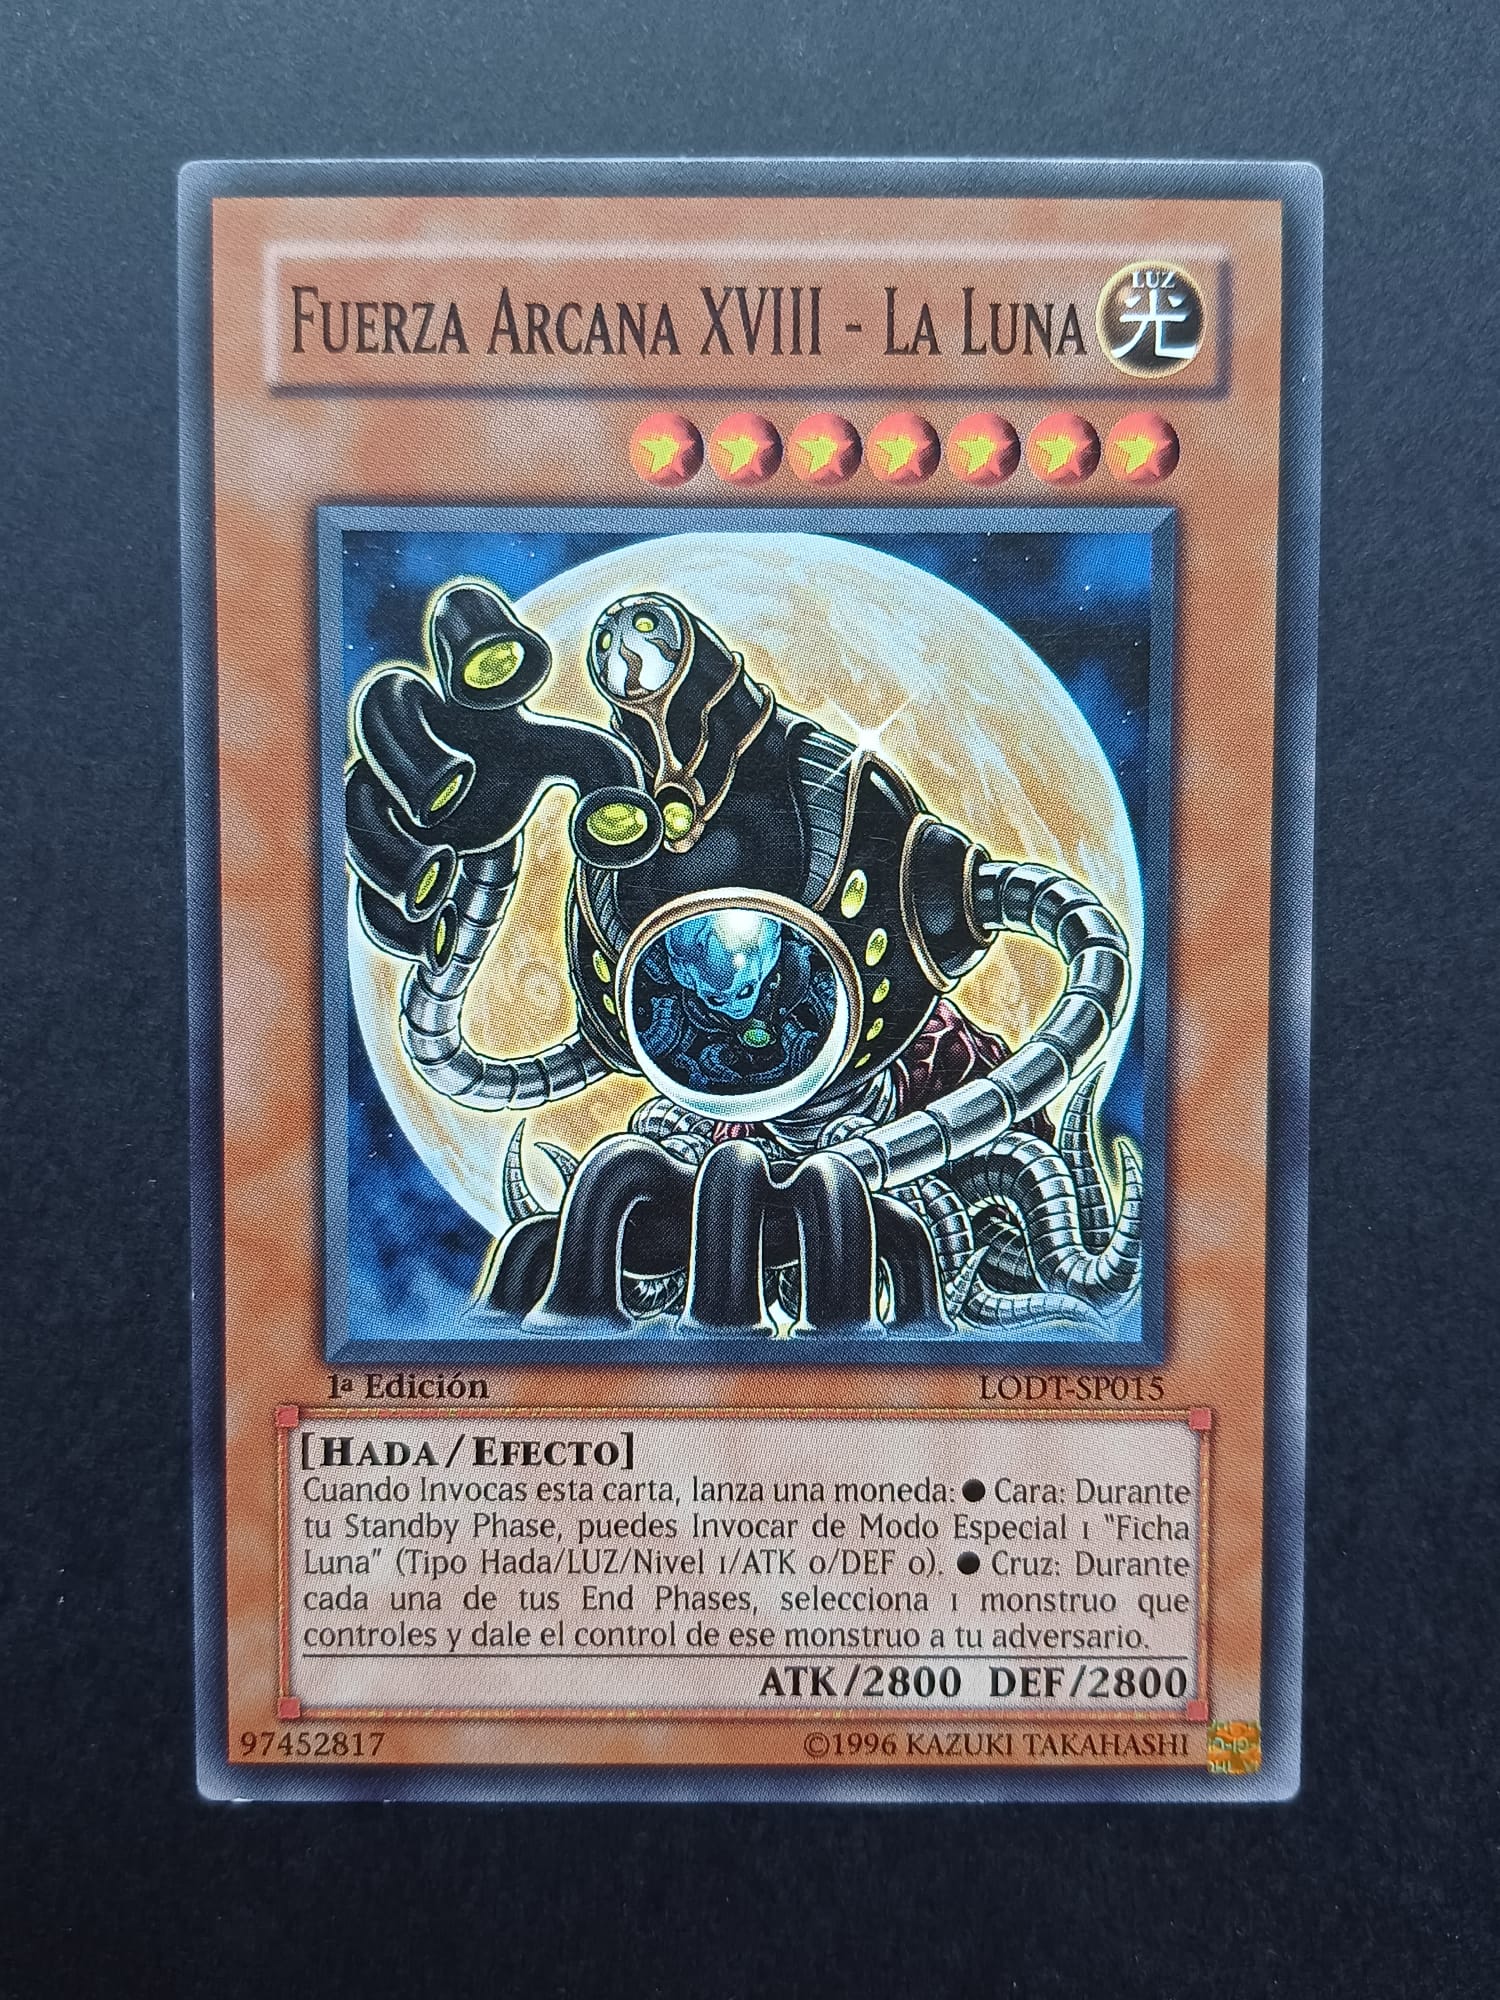 FUERZA ARCANA XVIII - LA LUNA
LUZ
光
1ª Edición
LODT-SP015
[HADA/EFECTO]
Cuando Invocas esta carta, lanza una moneda: ● Cara: Durante
tu Standby Phase, puedes Invocar de Modo Especial 1 "Ficha
Luna" (Tipo Hada/LUZ/Nivel 1/ATK 0/DEF 0). ● Cruz: Durante
cada una de tus End Phases, selecciona 1 monstruo que
controles y dale el control de ese monstruo a tu adversario.
ATK/2800 DEF/2800
97452817
©1996 KAZUKI TAKAHASHI